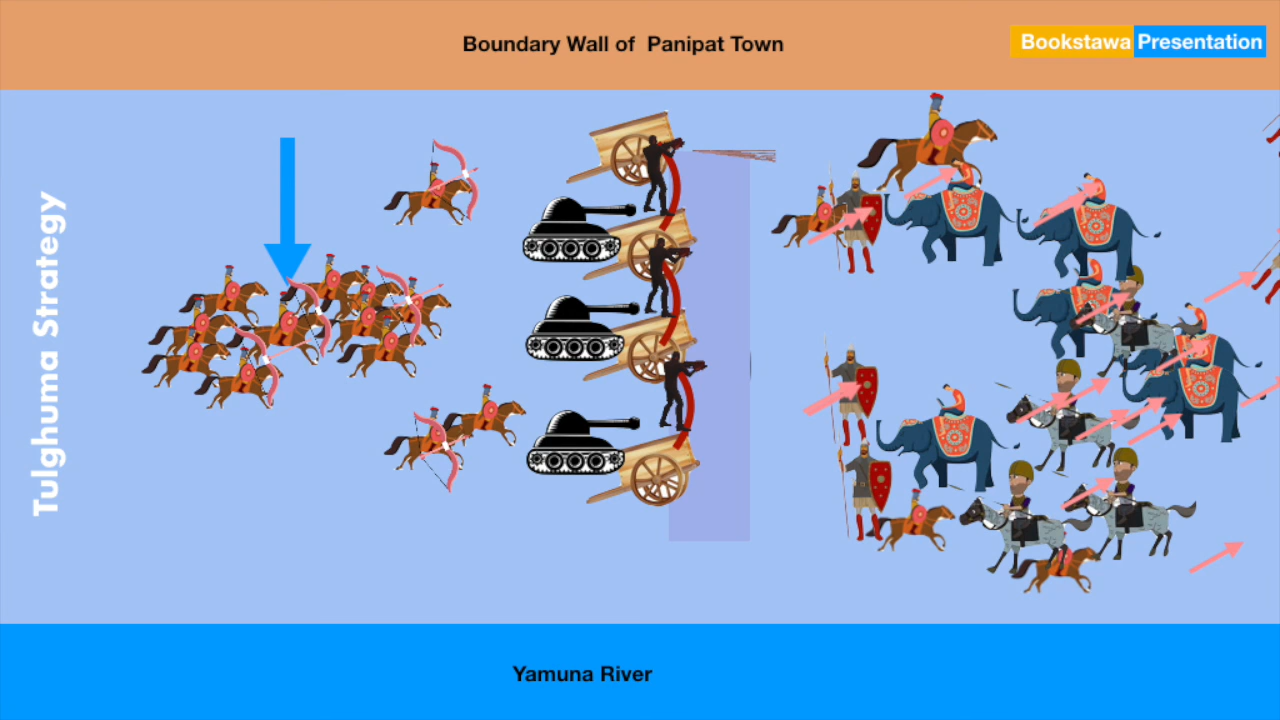 Boundary Wall of Panipat Town
Bookstawa Presentation
Tulghuma Strategy
Yamuna River